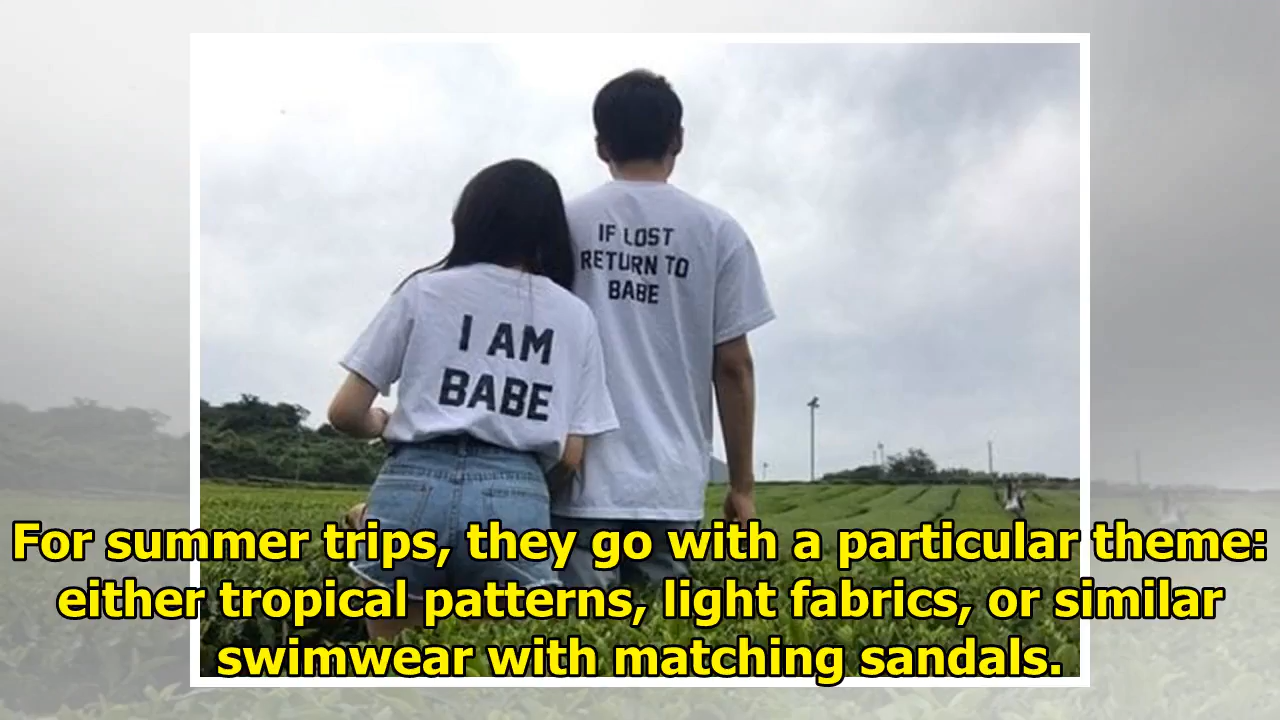 IF LOST
RETURN TO
BABE
I AM
BABE
For summer trips, they go with a particular theme:
either tropical patterns, light fabrics, or similar
swimwear with matching sandals.